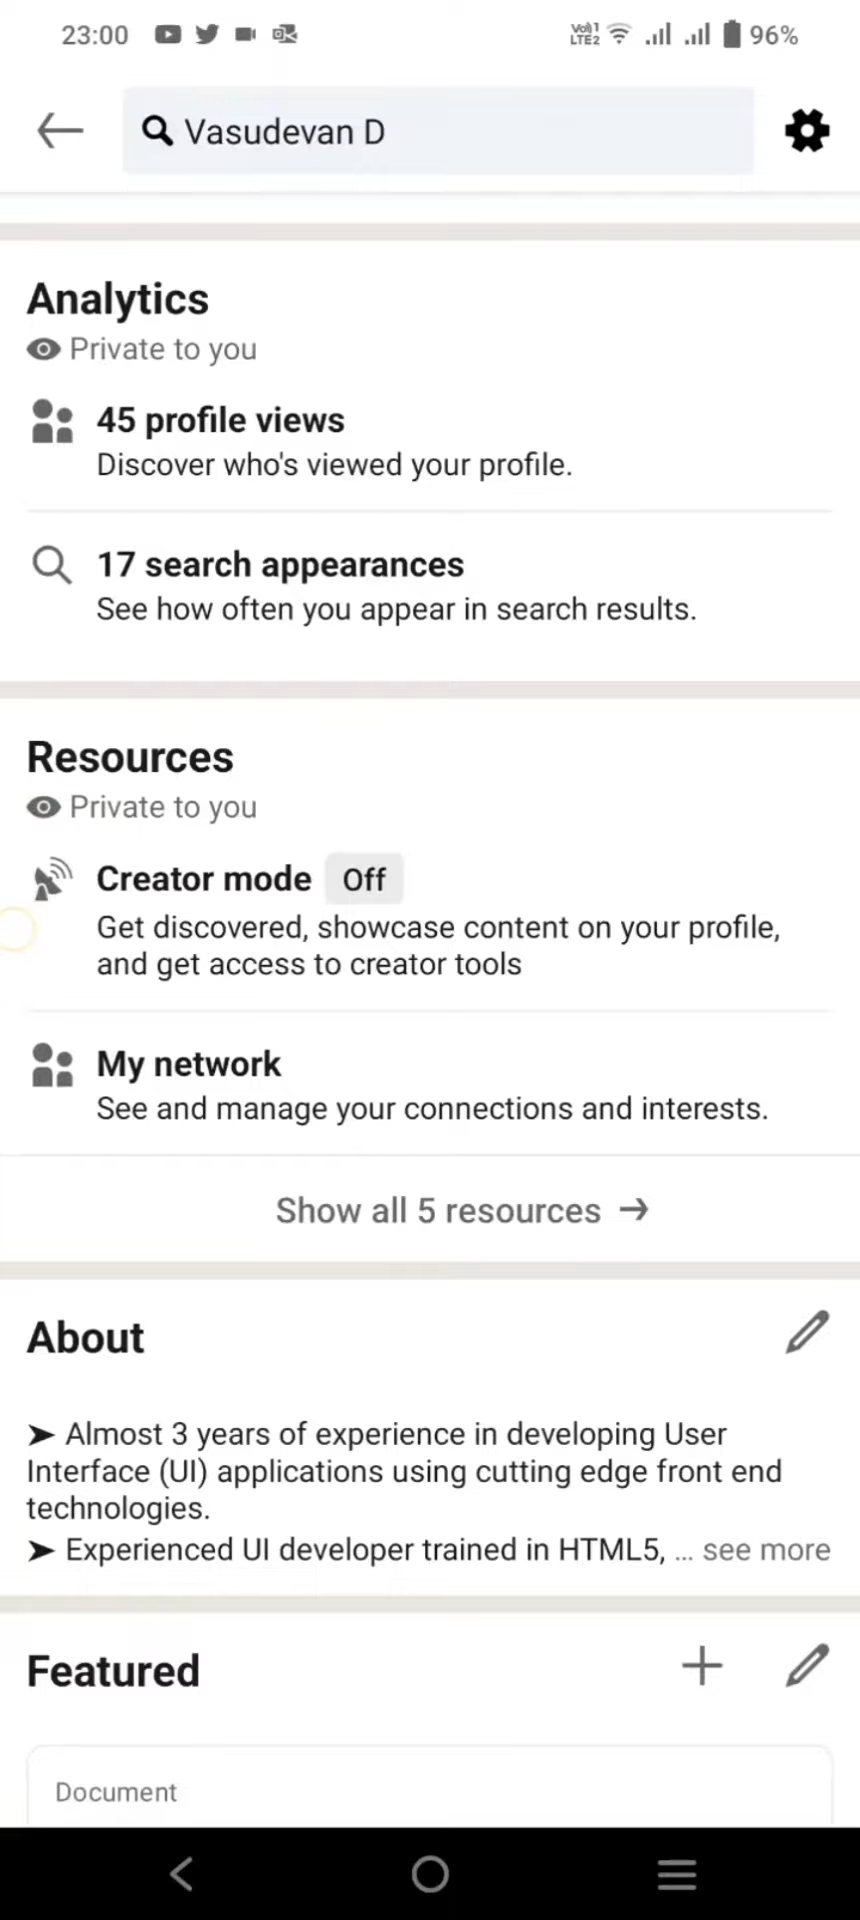 23:00 Vo) 1 LTE2 96%
Vasudevan D
Analytics
Private to you
45 profile views
Discover who's viewed your profile.
17 search appearances
See how often you appear in search results.
Resources
Private to you
Creator mode Off
Get discovered, showcase content on your profile,
and get access to creator tools
My network
See and manage your connections and interests.
Show all 5 resources →
About
➤ Almost 3 years of experience in developing User
Interface (UI) applications using cutting edge front end
technologies.
➤ Experienced UI developer trained in HTML5, ... see more
Featured
Document